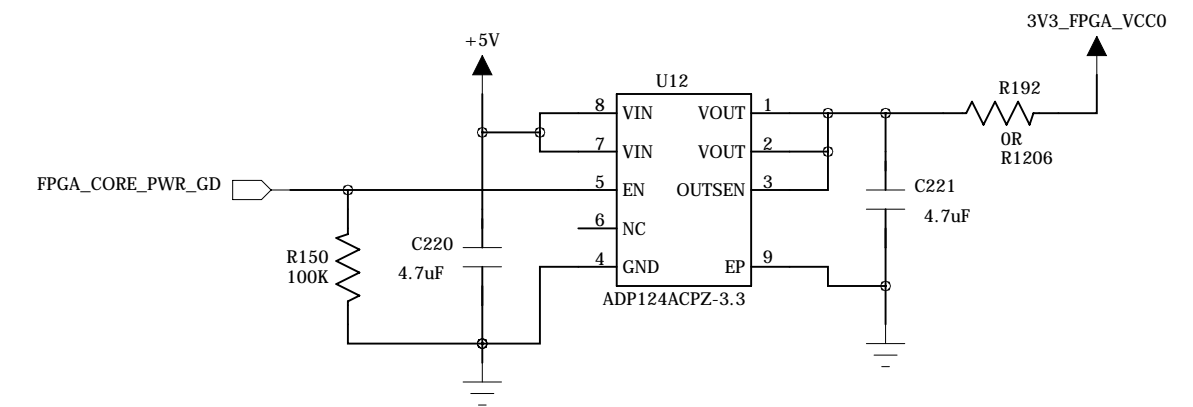 3V3_FPGA_VCC0
+5V
U12
R192
8 VIN VOUT 1
0R
7 VIN VOUT 2
R1206
FPGA_CORE_PWR_GD
5 EN OUTSEN 3
C221
4.7uF
6 NC
C220
4.7uF
R150
100K
4 GND EP 9
ADP124ACPZ-3.3